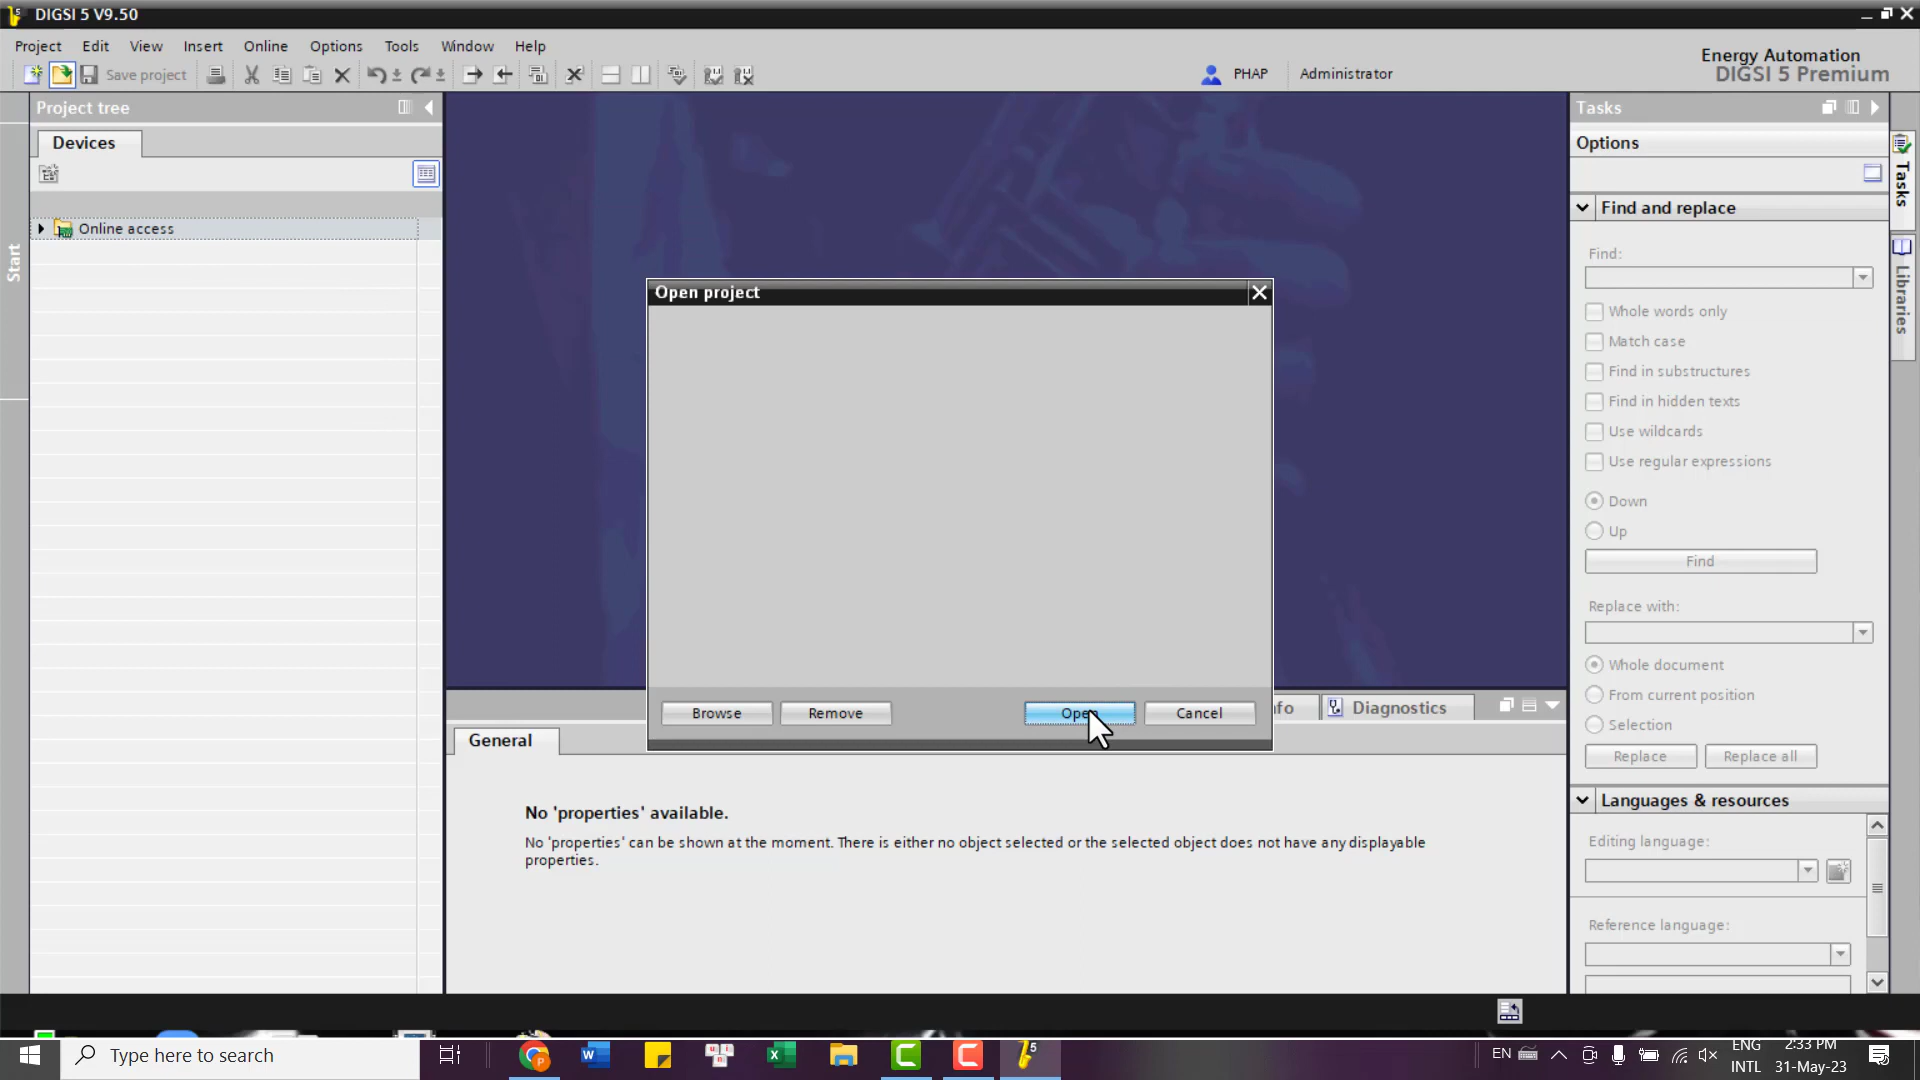 DIGSI 5 V9.50
Project Edit View Insert Online Options Tools Window Help
Save project
PHAP Administrator
Energy Automation
DIGSI 5 Premium
Project tree
Devices
Start
Online access
Open project
Browse Remove Open Cancel
Diagnostics
General
No 'properties' available.
No 'properties' can be shown at the moment. There is either no object selected or the selected object does not have any displayable
properties.
Tasks
Options
Find and replace
Find:
Whole words only
Match case
Find in substructures
Find in hidden texts
Use wildcards
Use regular expressions
Down
Up
Find
Replace with:
Whole document
From current position
Selection
Replace Replace all
Languages & resources
Editing language:
Reference language:
Tasks
Libraries
Type here to search
EN
ENG
INTL
2:33 PM
31-May-23